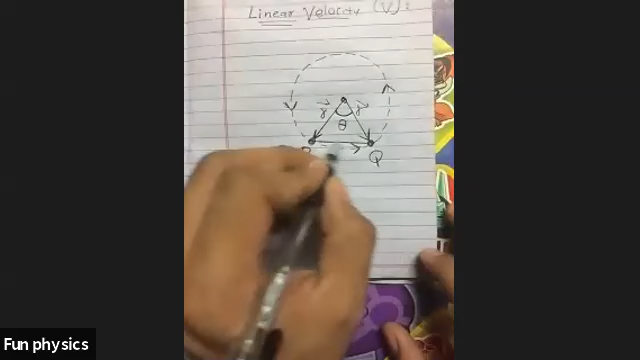 Linear Velocity (V):
r r
θ
Q
Fun physics